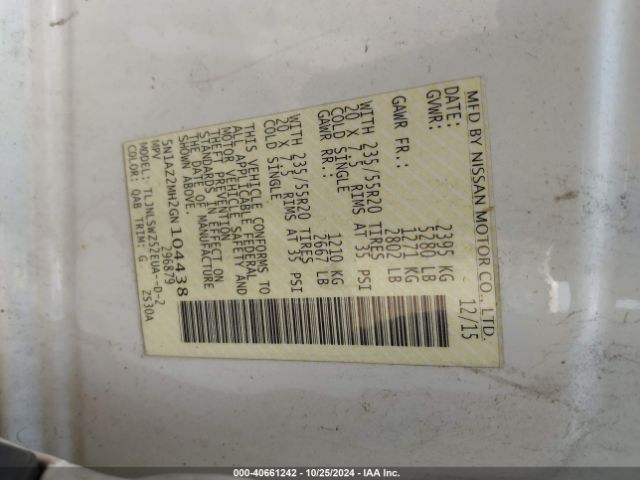 MFD BY NISSAN MOTOR CO., LTD.
DATE: 12/15
GVWR: 2395 KG
5280 LB
GAWR FR.: 1271 KG
2802 LB
WITH 235/55R20 TIRES
20 X 7.5 RIMS AT 35 PSI
COLD SINGLE
GAWR RR.: 1210 KG
2667 LB
WITH 235/55R20 TIRES
20 X 7.5 RIMS AT 35 PSI
COLD SINGLE
THIS VEHICLE CONFORMS TO
ALL APPLICABLE FEDERAL
MOTOR VEHICLE SAFETY AND
THEFT PREVENTION
STANDARDS IN EFFECT ON
THE DATE OF MANUFACTURE
SHOWN ABOVE.
5N1AZ2MH2GN104438
MPV 296879
MODEL: TL3NLSWZ52EUA--D-2
COLOR: QAB TRIM: G Z530A
000-40661242 - 10/25/2024 - IAA Inc.